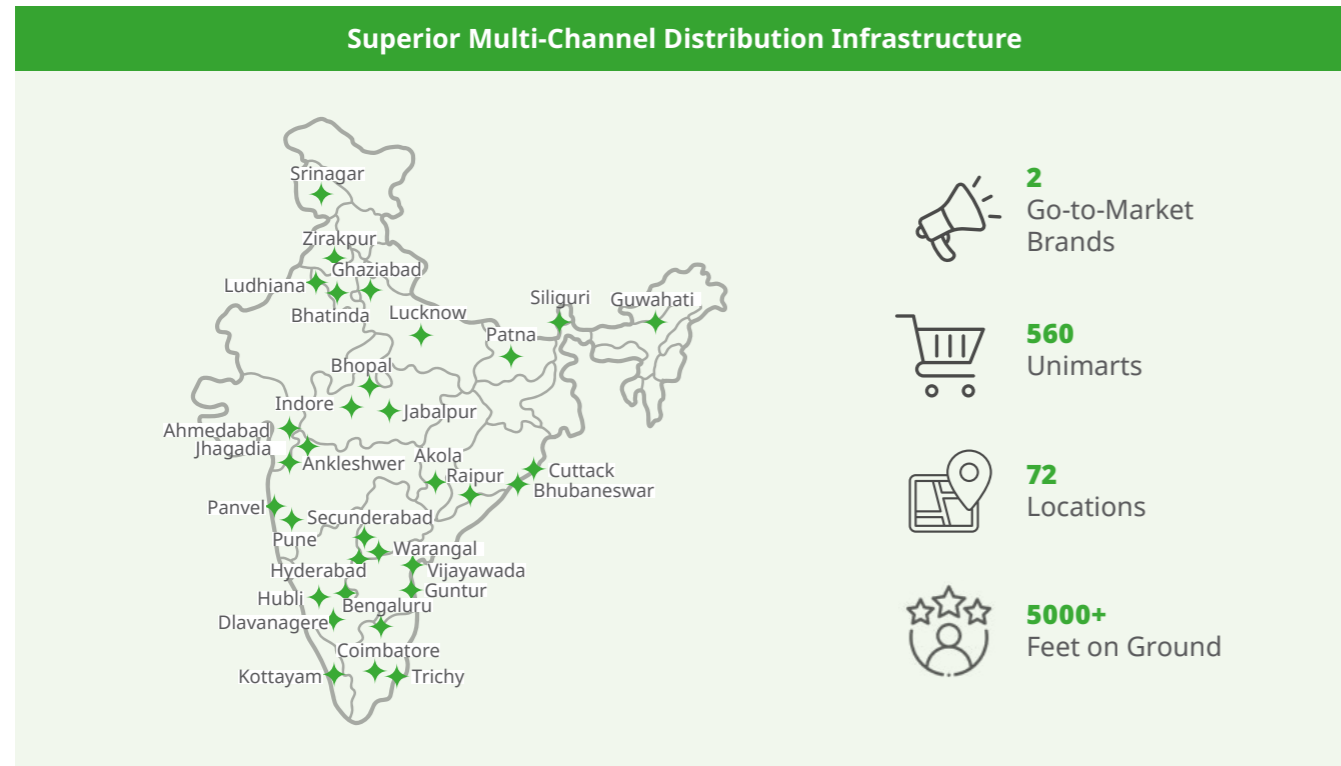 Superior Multi-Channel Distribution Infrastructure
Srinagar
Zirakpur
Ghaziabad
Ludhiana
Bhatinda
Lucknow
Siliguri
Guwahati
Patna
Bhopal
Indore
Jabalpur
Ahmedabad
Jhagadia
Ankleshwer
Akola
Raipur
Cuttack
Bhubaneswar
Panvel
Secunderabad
Pune
Warangal
Hyderabad
Vijayawada
Hubli
Guntur
Bengaluru
Dlavanagere
Coimbatore
Kottayam
Trichy
2
Go-to-Market
Brands
560
Unimarts
72
Locations
5000+
Feet on Ground